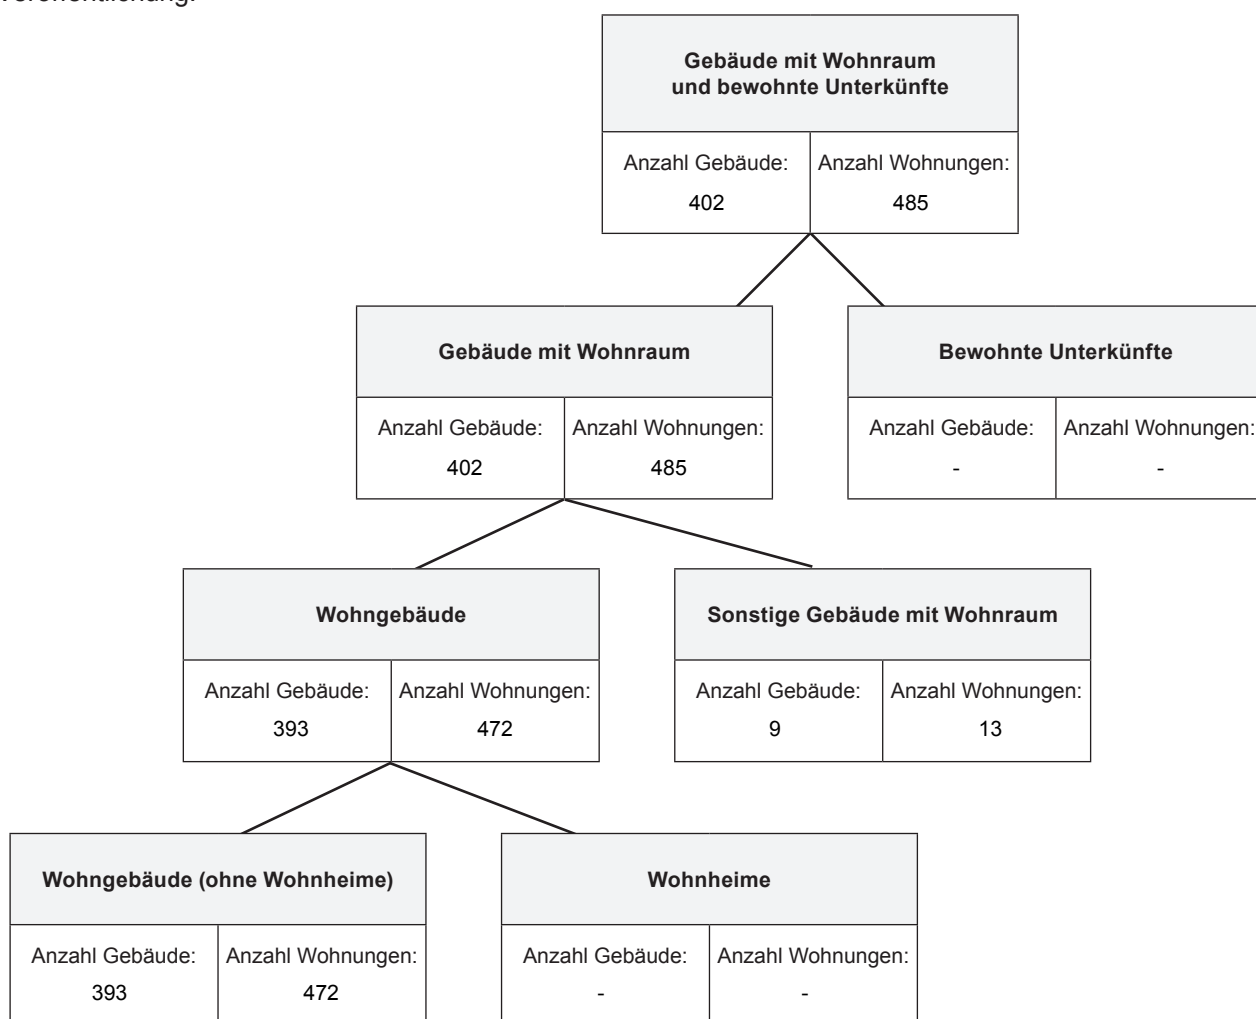 Veröffentlichung.
Gebäude mit Wohnraum
und bewohnte Unterkünfte
Anzahl Gebäude: Anzahl Wohnungen:
402 485
Gebäude mit Wohnraum Bewohnte Unterkünfte
Anzahl Gebäude: Anzahl Wohnungen: Anzahl Gebäude: Anzahl Wohnungen:
402 485 - -
Wohngebäude Sonstige Gebäude mit Wohnraum
Anzahl Gebäude: Anzahl Wohnungen: Anzahl Gebäude: Anzahl Wohnungen:
393 472 9 13
Wohngebäude (ohne Wohnheime) Wohnheime
Anzahl Gebäude: Anzahl Wohnungen: Anzahl Gebäude: Anzahl Wohnungen:
393 472 - -